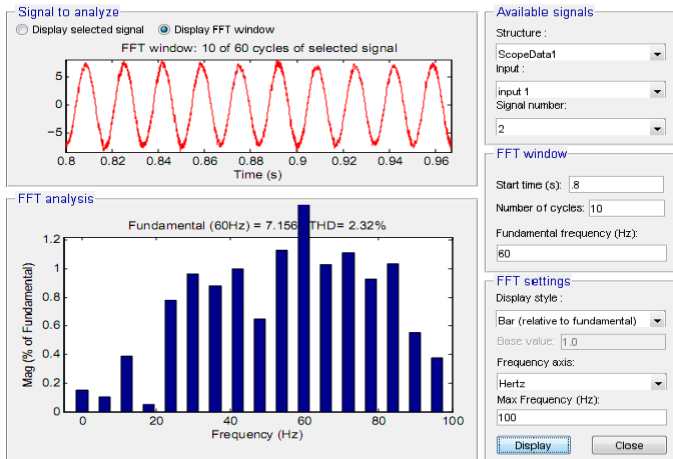 Signal to analyze
Display selected signal
Display FFT window
FFT window: 10 of 60 cycles of selected signal
5
0
-5
0.8 0.82 0.84 0.86 0.88 0.9 0.92 0.94 0.96
Time (s)
FFT analysis
Fundamental (60Hz) = 7.156 THD= 2.32%
Mag (% of Fundamental)
1.2
1
0.8
0.6
0.4
0.2
0
0 20 40 60 80 100
Frequency (Hz)
Available signals
Structure :
ScopeData1
Input :
input 1
Signal number:
2
FFT window
Start time (s): .8
Number of cycles: 10
Fundamental frequency (Hz):
60
FFT settings
Display style :
Bar (relative to fundamental)
Base value: 1.0
Frequency axis:
Hertz
Max Frequency (Hz):
100
Display
Close